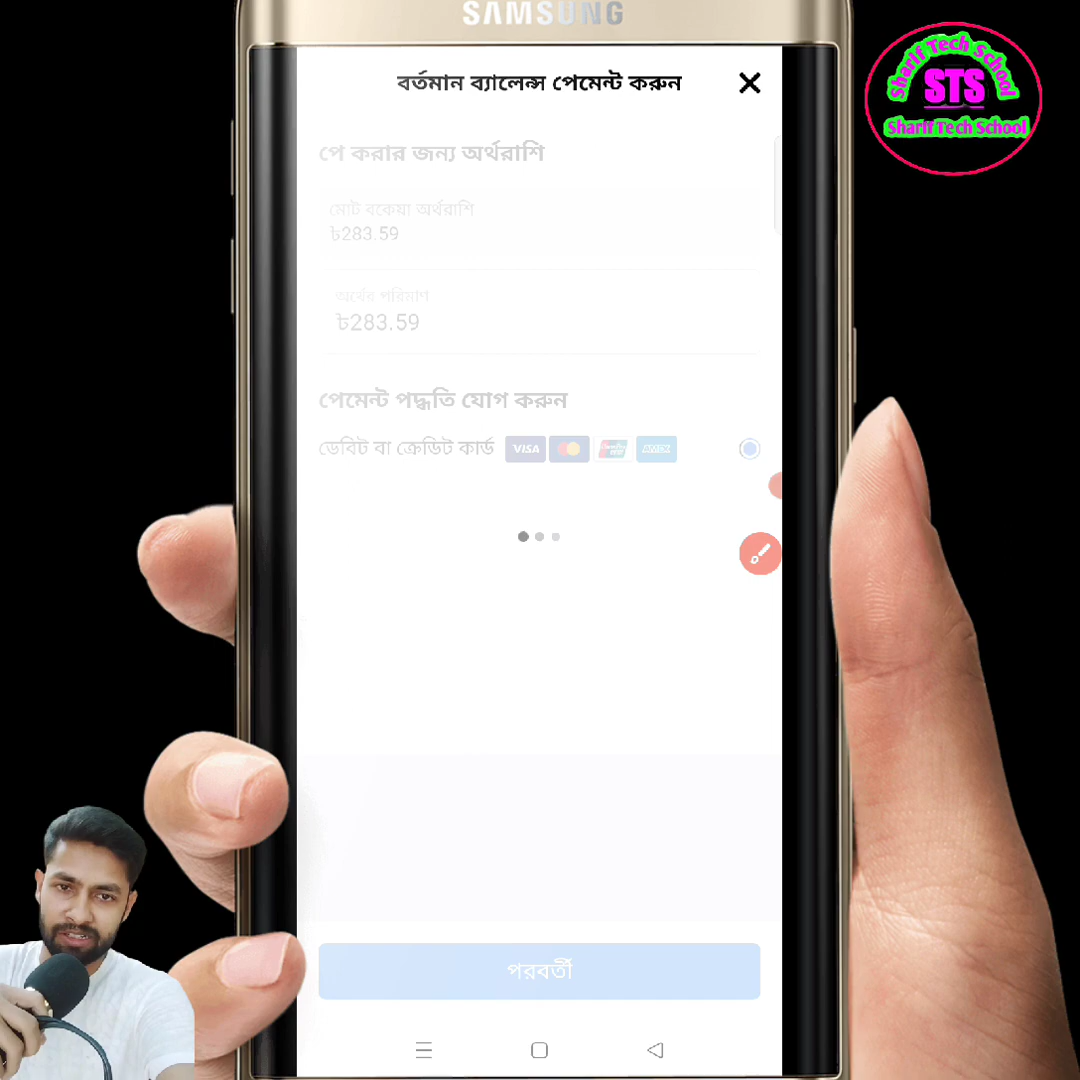 SAMSUNG
Sharif Tech School
STS
Sharif Tech School
বর্তমান ব্যালেন্স পেমেন্ট করুন
পে করার জন্য অর্থরাশি
মোট বকেয়া অর্থরাশি
৳283.59
অর্থের পরিমাণ
৳283.59
পেমেন্ট পদ্ধতি যোগ করুন
ডেবিট বা ক্রেডিট কার্ড VISA AMEX
পরবর্তী